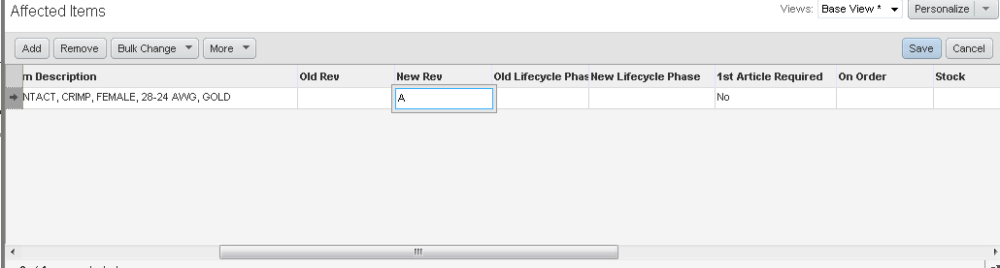 Affected Items
Views: Base View * Personalize
Add Remove Bulk Change More Save Cancel
m Description Old Rev New Rev Old Lifecycle Phas New Lifecycle Phase 1st Article Required On Order Stock
NTACT, CRIMP, FEMALE, 28-24 AWG, GOLD A No